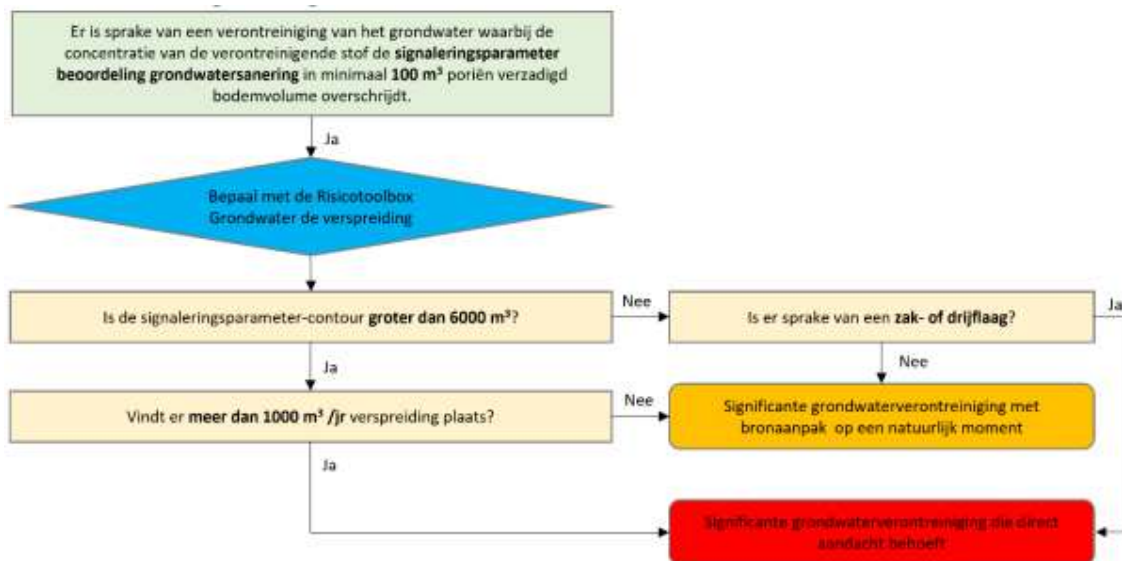 Er is sprake van een verontreiniging van het grondwater waarbij de
concentratie van de verontreinigende stof de signaleringsparameter
beoordeling grondwatersanering in minimaal 100 m³ poriën verzadigd
bodemvolume overschrijdt.
Ja
Bepaal met de Risicotoolbox
Grondwater de verspreiding
Is de signaleringsparameter-contour groter dan 6000 m³?
Nee
Is er sprake van een zak- of drijflaag?
Ja
Ja
Nee
Vindt er meer dan 1000 m³ /jr verspreiding plaats?
Nee
Significante grondwaterverontreiniging met
bronaanpak op een natuurlijk moment
Ja
Significante grondwaterverontreiniging die direct
aandacht behoeft